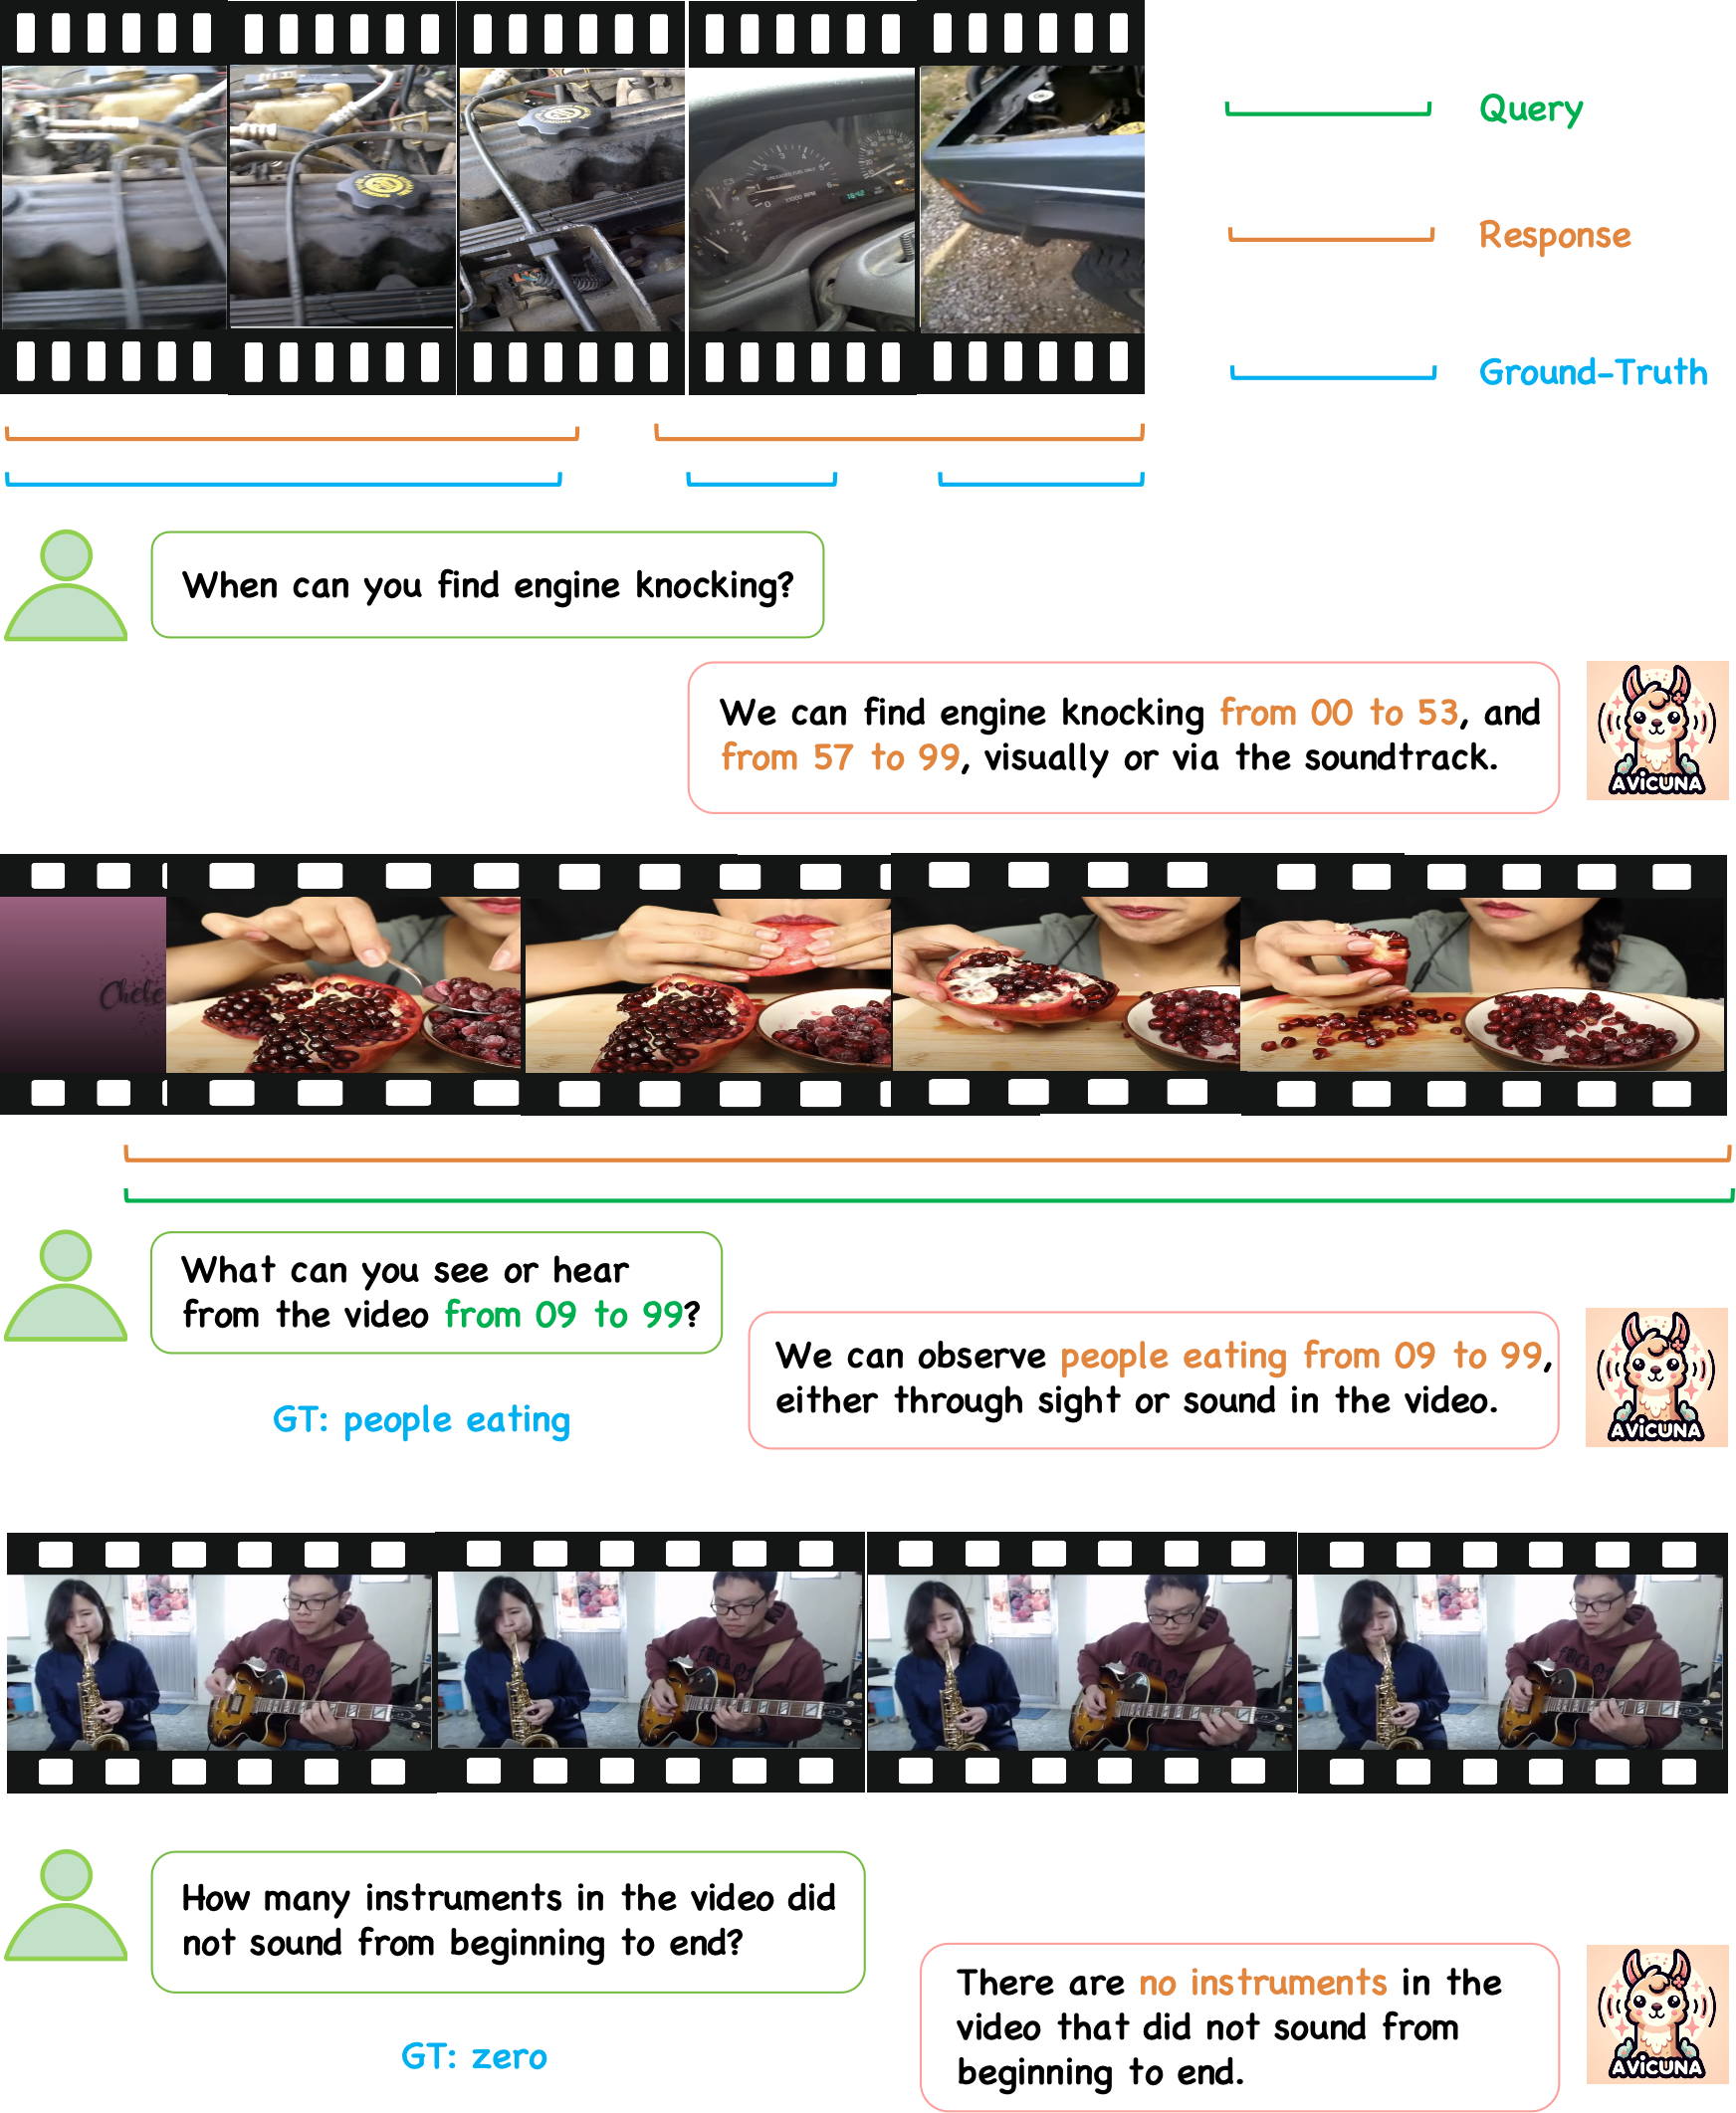 Query
Response
Ground-Truth
When can you find engine knocking?
We can find engine knocking from 00 to 53, and
from 57 to 99, visually or via the soundtrack.
AVICUNA
Chele
What can you see or hear
from the video from 09 to 99?
We can observe people eating from 09 to 99,
either through sight or sound in the video.
AVICUNA
GT: people eating
How many instruments in the video did
not sound from beginning to end?
There are no instruments in the
video that did not sound from
beginning to end.
AVICUNA
GT: zero